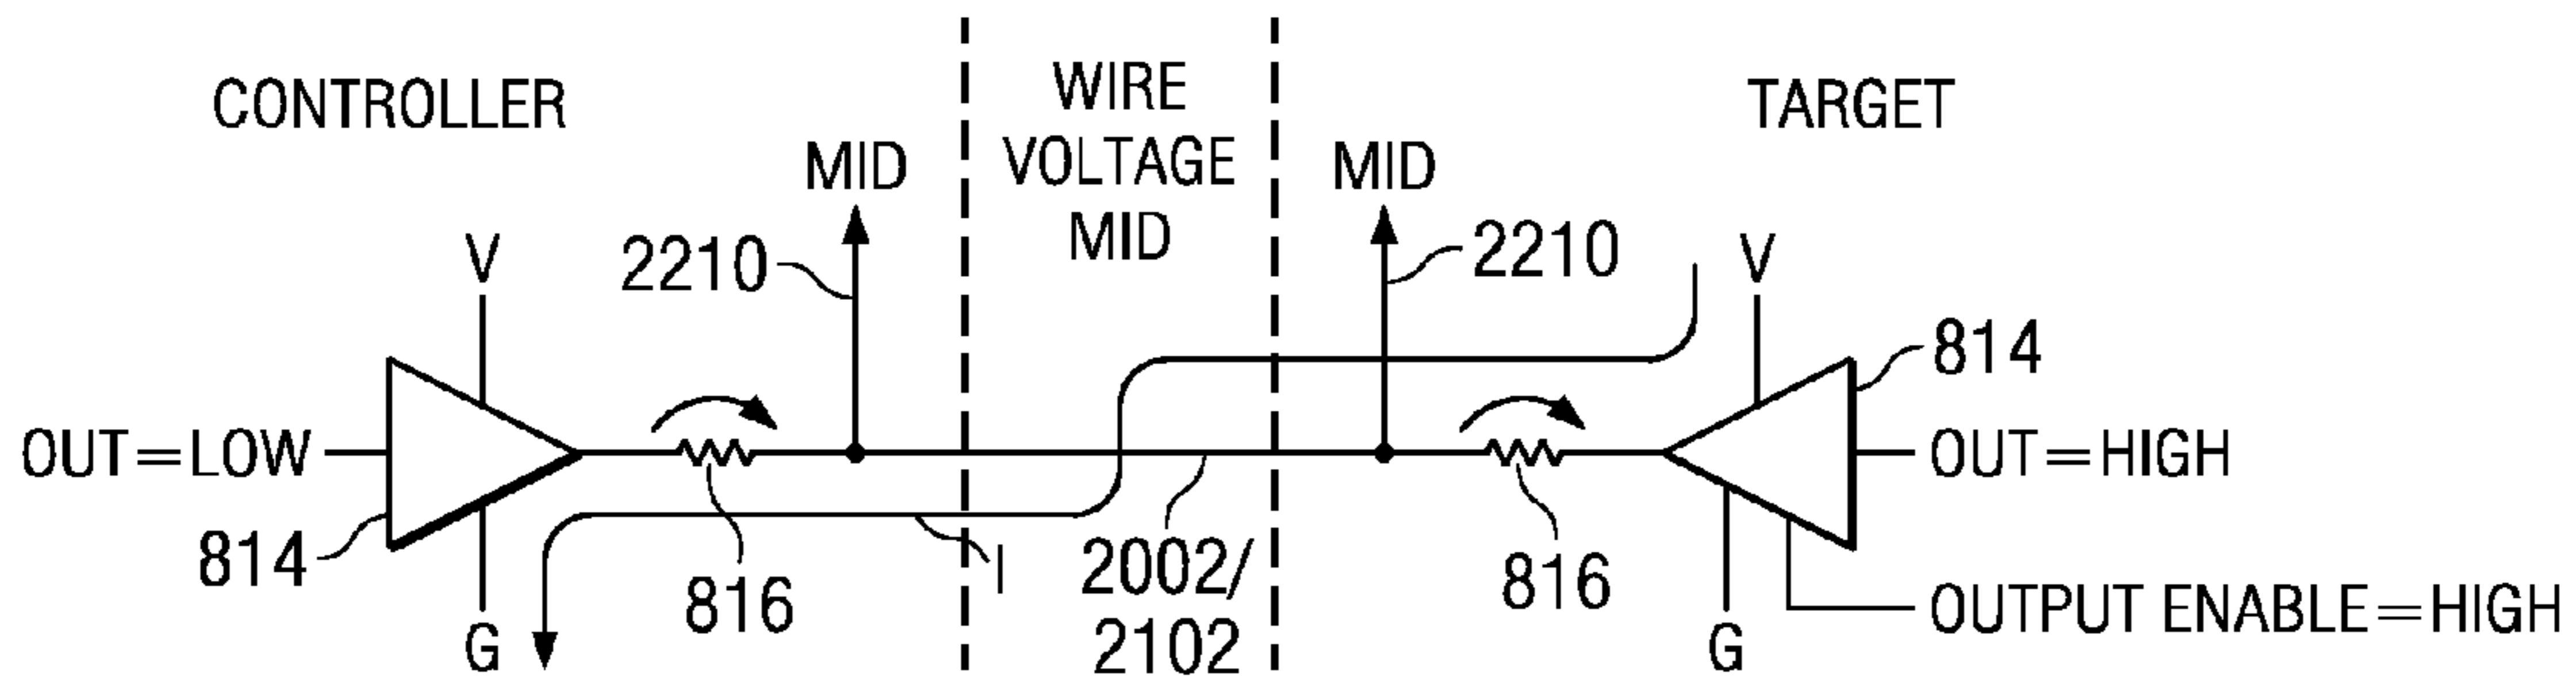 CONTROLLER
WIRE
VOLTAGE
MID
TARGET
MID
MID
V
2210
2210
V
814
OUT=LOW
OUT=HIGH
814
816
I
2002/
2102
816
OUTPUT ENABLE=HIGH
G
G